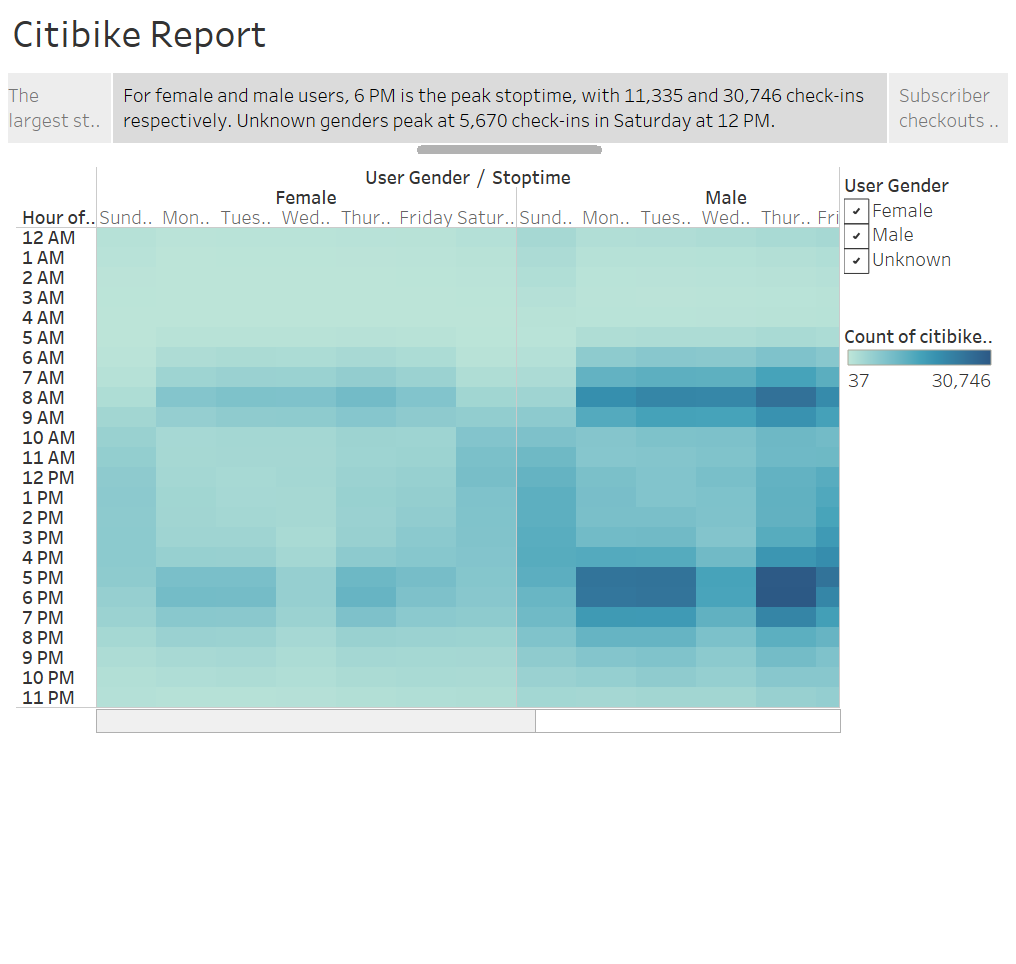 Citibike Report
The
largest st..
For female and male users, 6 PM is the peak stoptime, with 11,335 and 30,746 check-ins
respectively. Unknown genders peak at 5,670 check-ins in Saturday at 12 PM.
Subscriber
checkouts ..
User Gender / Stoptime
Female Male
Hour of.. Sund.. Mon.. Tues.. Wed.. Thur.. Friday Satur.. Sund.. Mon.. Tues.. Wed.. Thur.. Fri
12 AM
1 AM
2 AM
3 AM
4 AM
5 AM
6 AM
7 AM
8 AM
9 AM
10 AM
11 AM
12 PM
1 PM
2 PM
3 PM
4 PM
5 PM
6 PM
7 PM
8 PM
9 PM
10 PM
11 PM
User Gender
Female
Male
Unknown
Count of citibike..
37 30,746